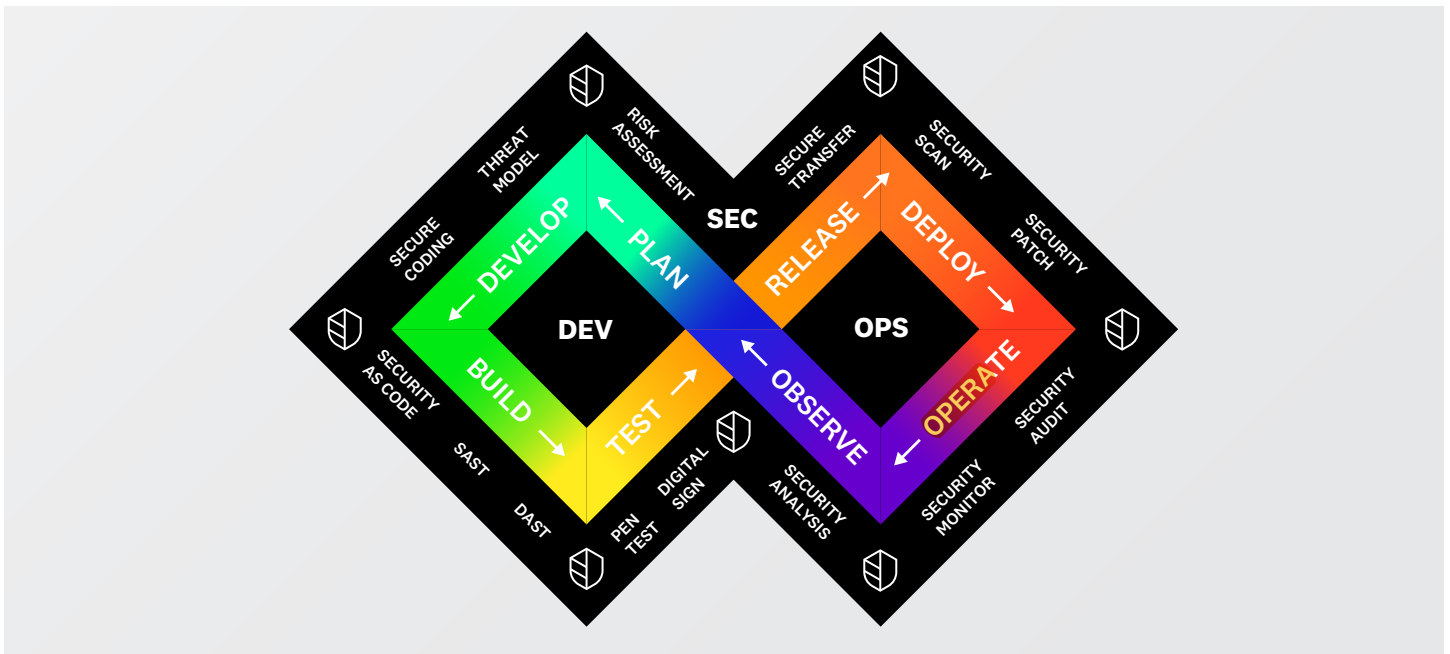 RISK
ASSESSMENT
THREAT
MODEL
SECURE
CODING
SECURITY
AS CODE
SAST
DAST
PEN
TEST
DIGITAL
SIGN
SECURE
TRANSFER
SECURITY
SCAN
SECURITY
PATCH
SECURITY
AUDIT
SECURITY
MONITOR
SECURITY
ANALYSIS
SEC
DEV
OPS
PLAN
DEVELOP
BUILD
TEST
RELEASE
DEPLOY
OPERATE
OBSERVE